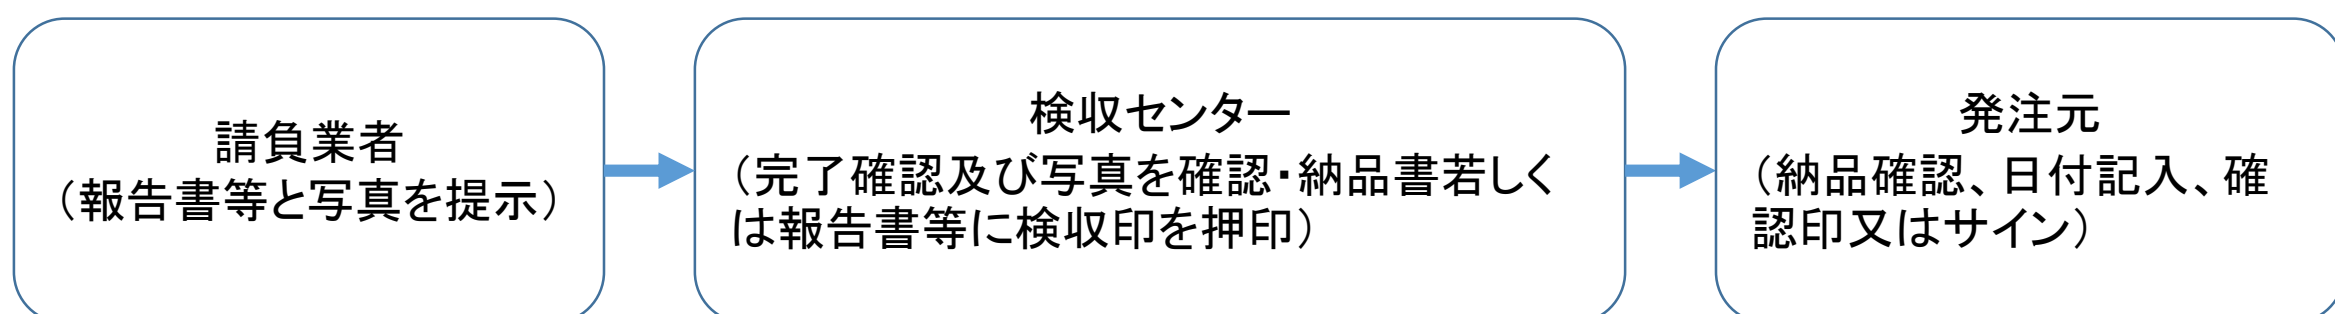 請負業者
（報告書等と写真を提示）
検収センター
（完了確認及び写真を確認・納品書若しく
は報告書等に検収印を押印）
発注元
（納品確認、日付記入、確
認印又はサイン）